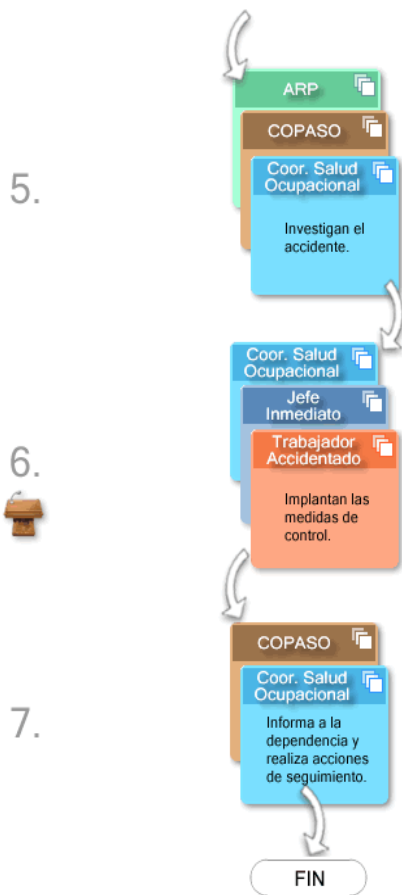 5.
ARP
COPASO
Coor. Salud
Ocupacional
Investigan el
accidente.
6.
Coor. Salud
Ocupacional
Jefe
Inmediato
Trabajador
Accidentado
Implantan las
medidas de
control.
7.
COPASO
Coor. Salud
Ocupacional
Informa a la
dependencia y
realiza acciones
de seguimiento.
FIN